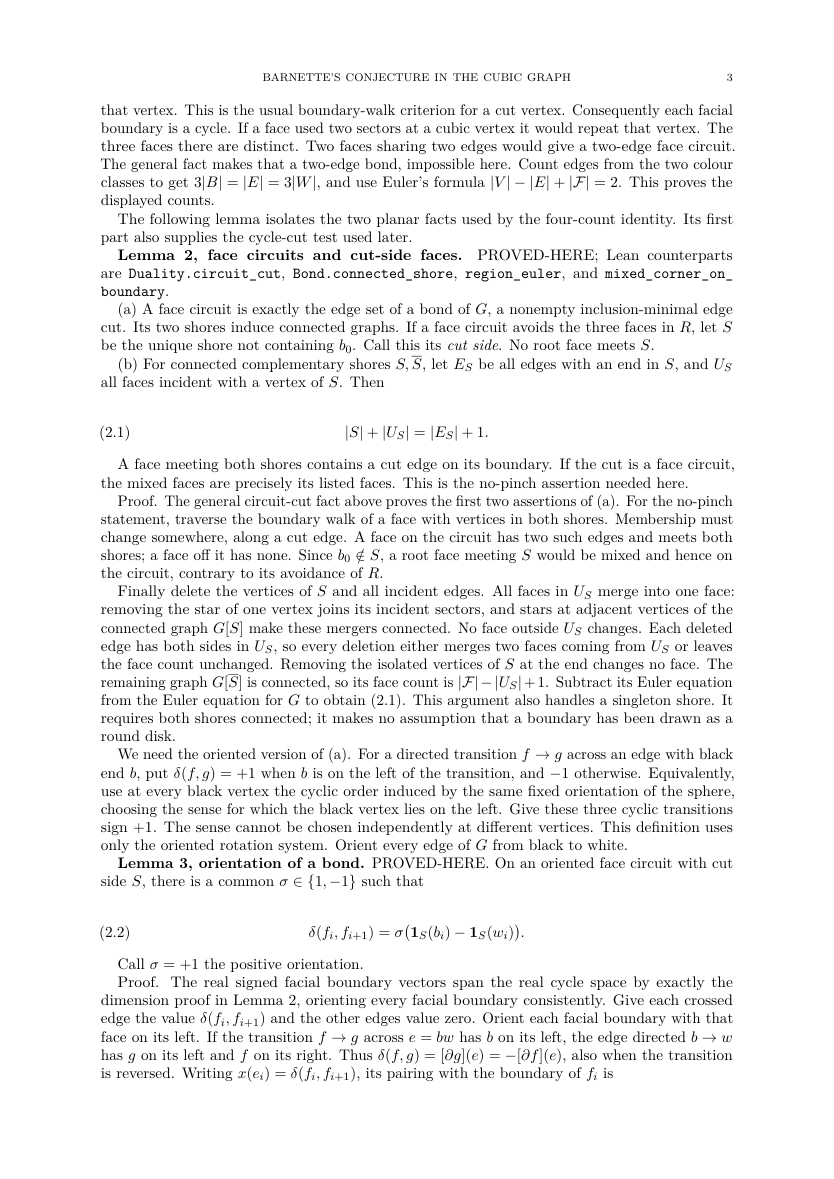 BARNETTE'S CONJECTURE IN THE CUBIC GRAPH 3
that vertex. This is the usual boundary-walk criterion for a cut vertex. Consequently each facial
boundary is a cycle. If a face used two sectors at a cubic vertex it would repeat that vertex. The
three faces there are distinct. Two faces sharing two edges would give a two-edge face circuit.
The general fact makes that a two-edge bond, impossible here. Count edges from the two colour
classes to get 3|B| = |E| = 3|W|, and use Euler's formula |V| − |E| + |ℱ| = 2. This proves the
displayed counts.
The following lemma isolates the two planar facts used by the four-count identity. Its first
part also supplies the cycle-cut test used later.
Lemma 2, face circuits and cut-side faces. PROVED-HERE; Lean counterparts
are Duality.circuit_cut, Bond.connected_shore, region_euler, and mixed_corner_on_
boundary.
(a) A face circuit is exactly the edge set of a bond of G, a nonempty inclusion-minimal edge
cut. Its two shores induce connected graphs. If a face circuit avoids the three faces in R, let S
be the unique shore not containing b₀. Call this its cut side. No root face meets S.
(b) For connected complementary shores S, S̅, let E_S be all edges with an end in S, and U_S
all faces incident with a vertex of S. Then
(2.1) |S| + |U_S| = |E_S| + 1.
A face meeting both shores contains a cut edge on its boundary. If the cut is a face circuit,
the mixed faces are precisely its listed faces. This is the no-pinch assertion needed here.
Proof. The general circuit-cut fact above proves the first two assertions of (a). For the no-pinch
statement, traverse the boundary walk of a face with vertices in both shores. Membership must
change somewhere, along a cut edge. A face on the circuit has two such edges and meets both
shores; a face off it has none. Since b₀ ∉ S, a root face meeting S would be mixed and hence on
the circuit, contrary to its avoidance of R.
Finally delete the vertices of S and all incident edges. All faces in U_S merge into one face:
removing the star of one vertex joins its incident sectors, and stars at adjacent vertices of the
connected graph G[S] make these mergers connected. No face outside U_S changes. Each deleted
edge has both sides in U_S, so every deletion either merges two faces coming from U_S or leaves
the face count unchanged. Removing the isolated vertices of S at the end changes no face. The
remaining graph G[S̅] is connected, so its face count is |ℱ| − |U_S| + 1. Subtract its Euler equation
from the Euler equation for G to obtain (2.1). This argument also handles a singleton shore. It
requires both shores connected; it makes no assumption that a boundary has been drawn as a
round disk.
We need the oriented version of (a). For a directed transition f → g across an edge with black
end b, put δ(f, g) = +1 when b is on the left of the transition, and −1 otherwise. Equivalently,
use at every black vertex the cyclic order induced by the same fixed orientation of the sphere,
choosing the sense for which the black vertex lies on the left. Give these three cyclic transitions
sign +1. The sense cannot be chosen independently at different vertices. This definition uses
only the oriented rotation system. Orient every edge of G from black to white.
Lemma 3, orientation of a bond. PROVED-HERE. On an oriented face circuit with cut
side S, there is a common σ ∈ {1, −1} such that
(2.2) δ(f_i, f_{i+1}) = σ(𝟏_S(b_i) − 𝟏_S(w_i)).
Call σ = +1 the positive orientation.
Proof. The real signed facial boundary vectors span the real cycle space by exactly the
dimension proof in Lemma 2, orienting every facial boundary consistently. Give each crossed
edge the value δ(f_i, f_{i+1}) and the other edges value zero. Orient each facial boundary with that
face on its left. If the transition f → g across e = bw has b on its left, the edge directed b → w
has g on its left and f on its right. Thus δ(f, g) = [∂g](e) = −[∂f](e), also when the transition
is reversed. Writing x(e_i) = δ(f_i, f_{i+1}), its pairing with the boundary of f_i is